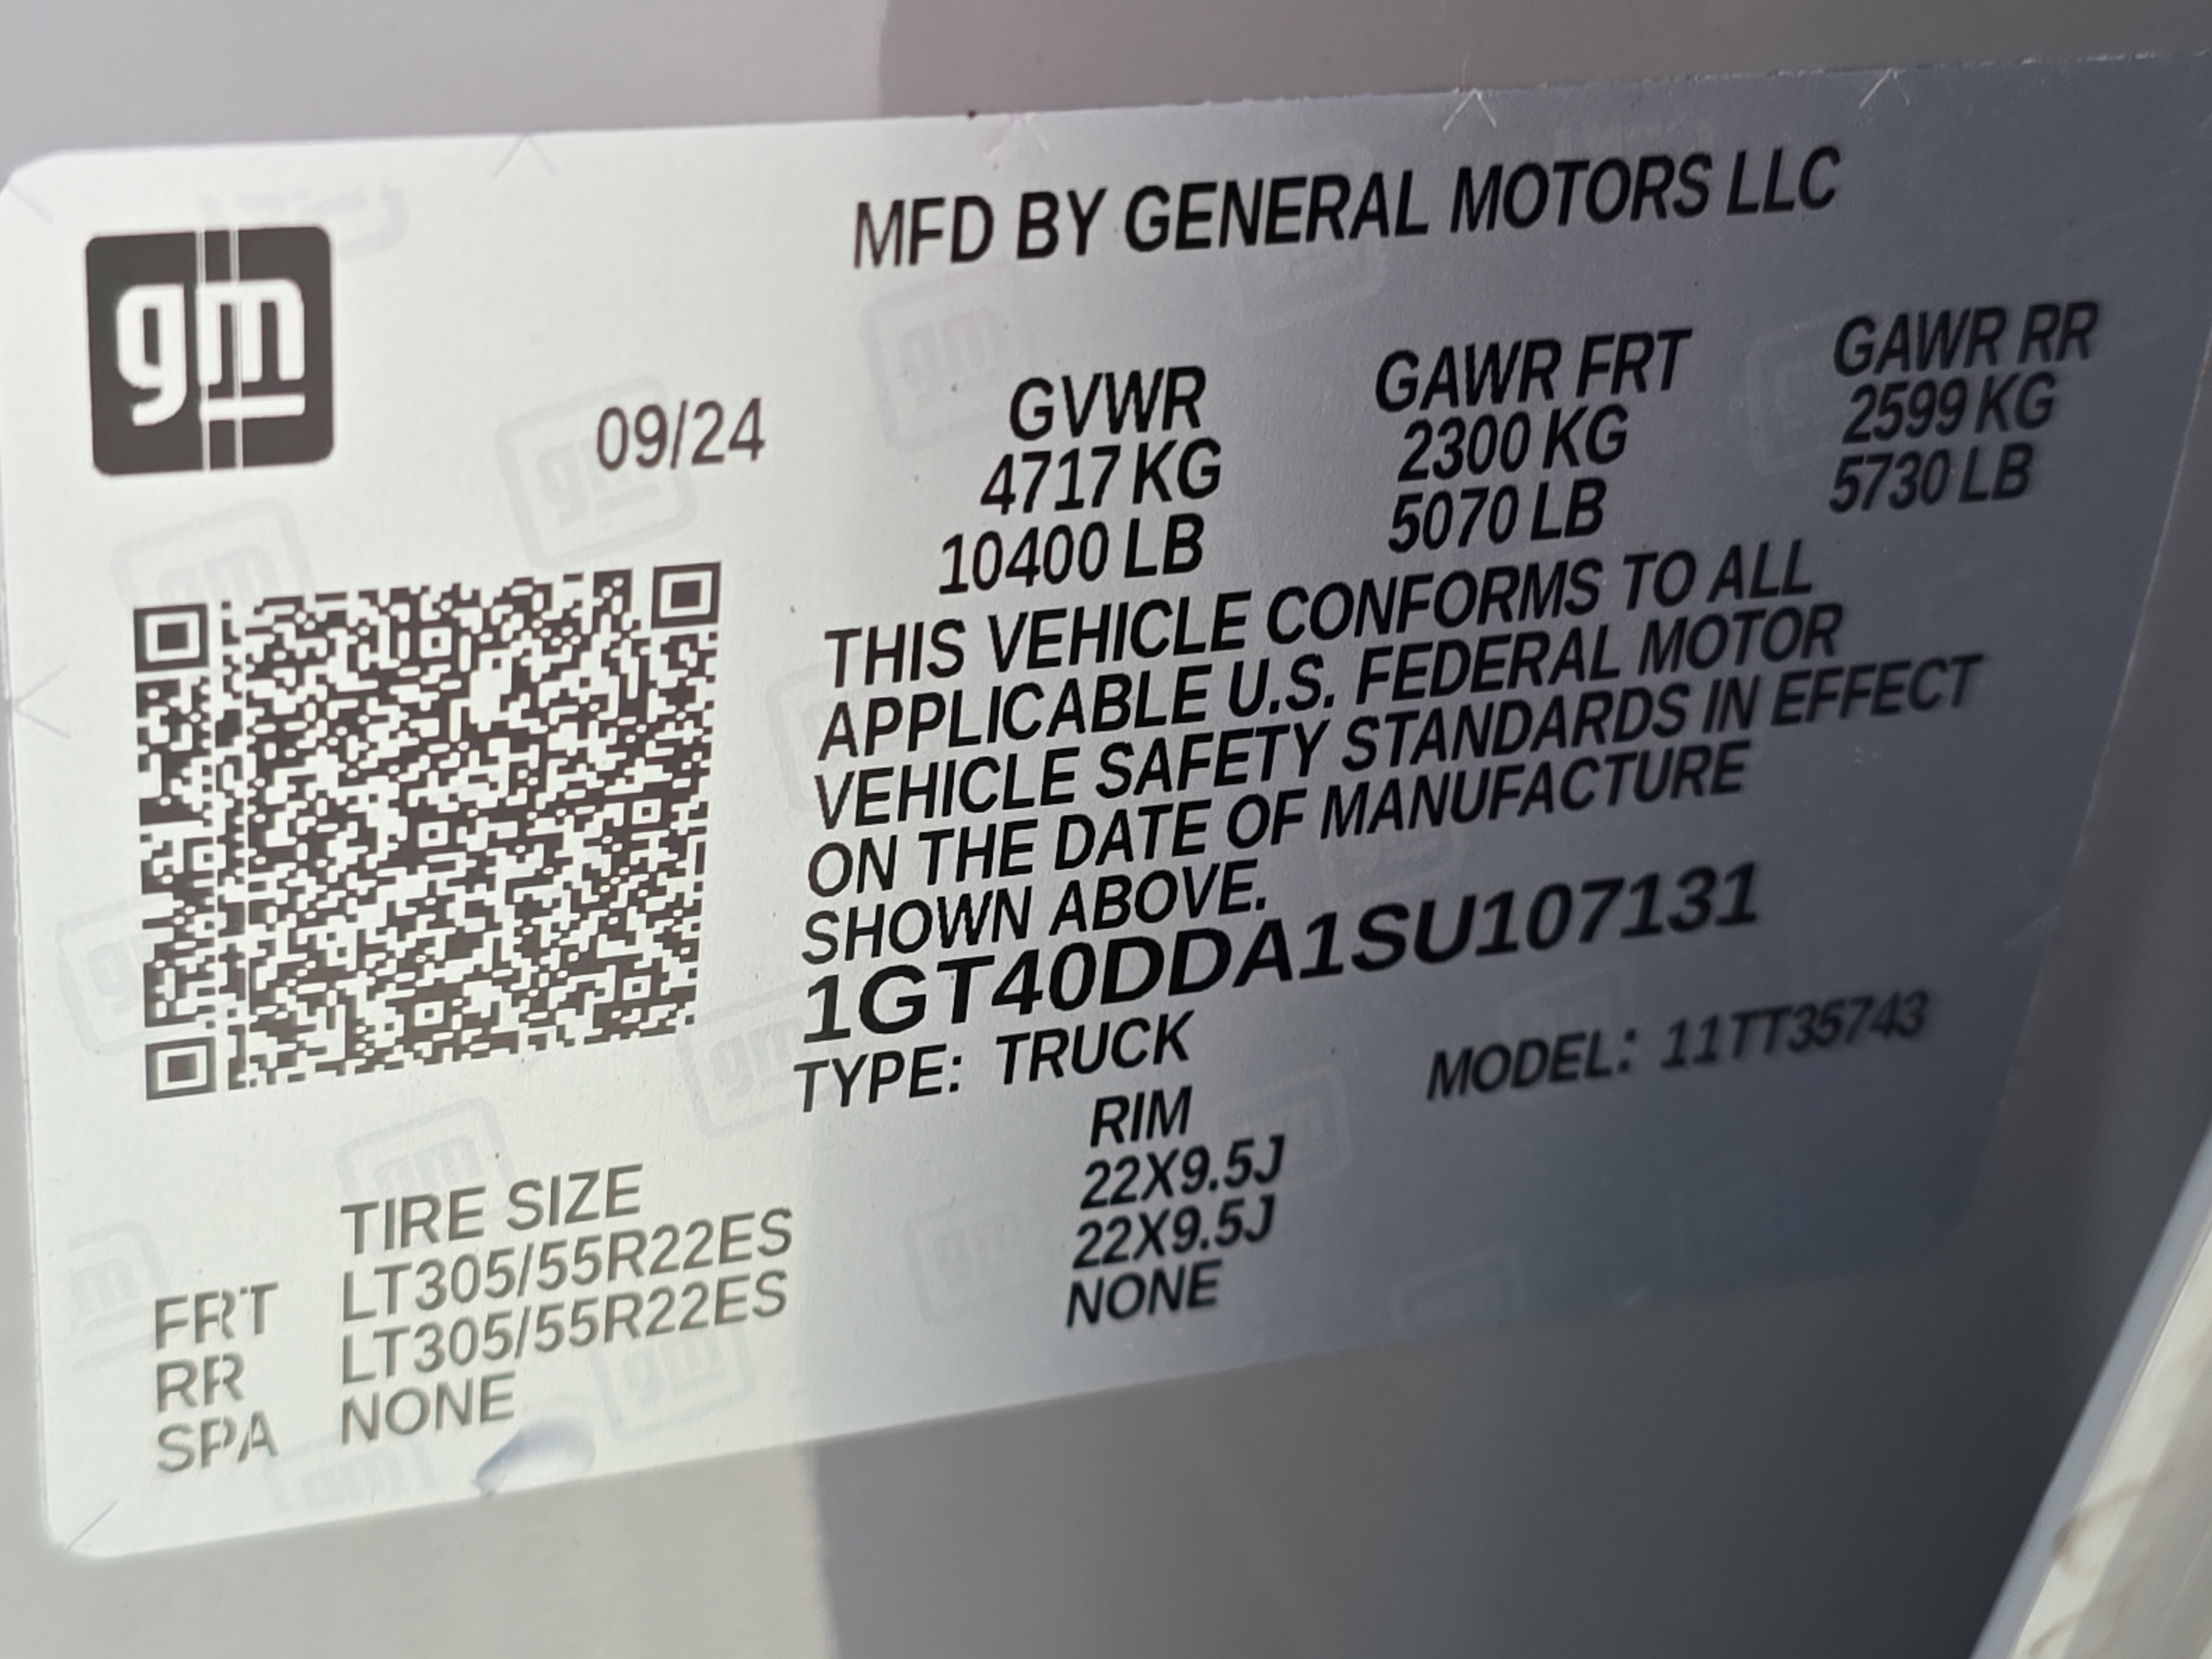 gm
MFD BY GENERAL MOTORS LLC
09/24
GVWR GAWR FRT GAWR RR
4717 KG 2300 KG 2599 KG
10400 LB 5070 LB 5730 LB
THIS VEHICLE CONFORMS TO ALL
APPLICABLE U.S. FEDERAL MOTOR
VEHICLE SAFETY STANDARDS IN EFFECT
ON THE DATE OF MANUFACTURE
SHOWN ABOVE.
1GT40DDA1SU107131
TYPE: TRUCK MODEL: 11TT35743
TIRE SIZE RIM
FRT LT305/55R22ES 22X9.5J
RR LT305/55R22ES 22X9.5J
SPA NONE NONE